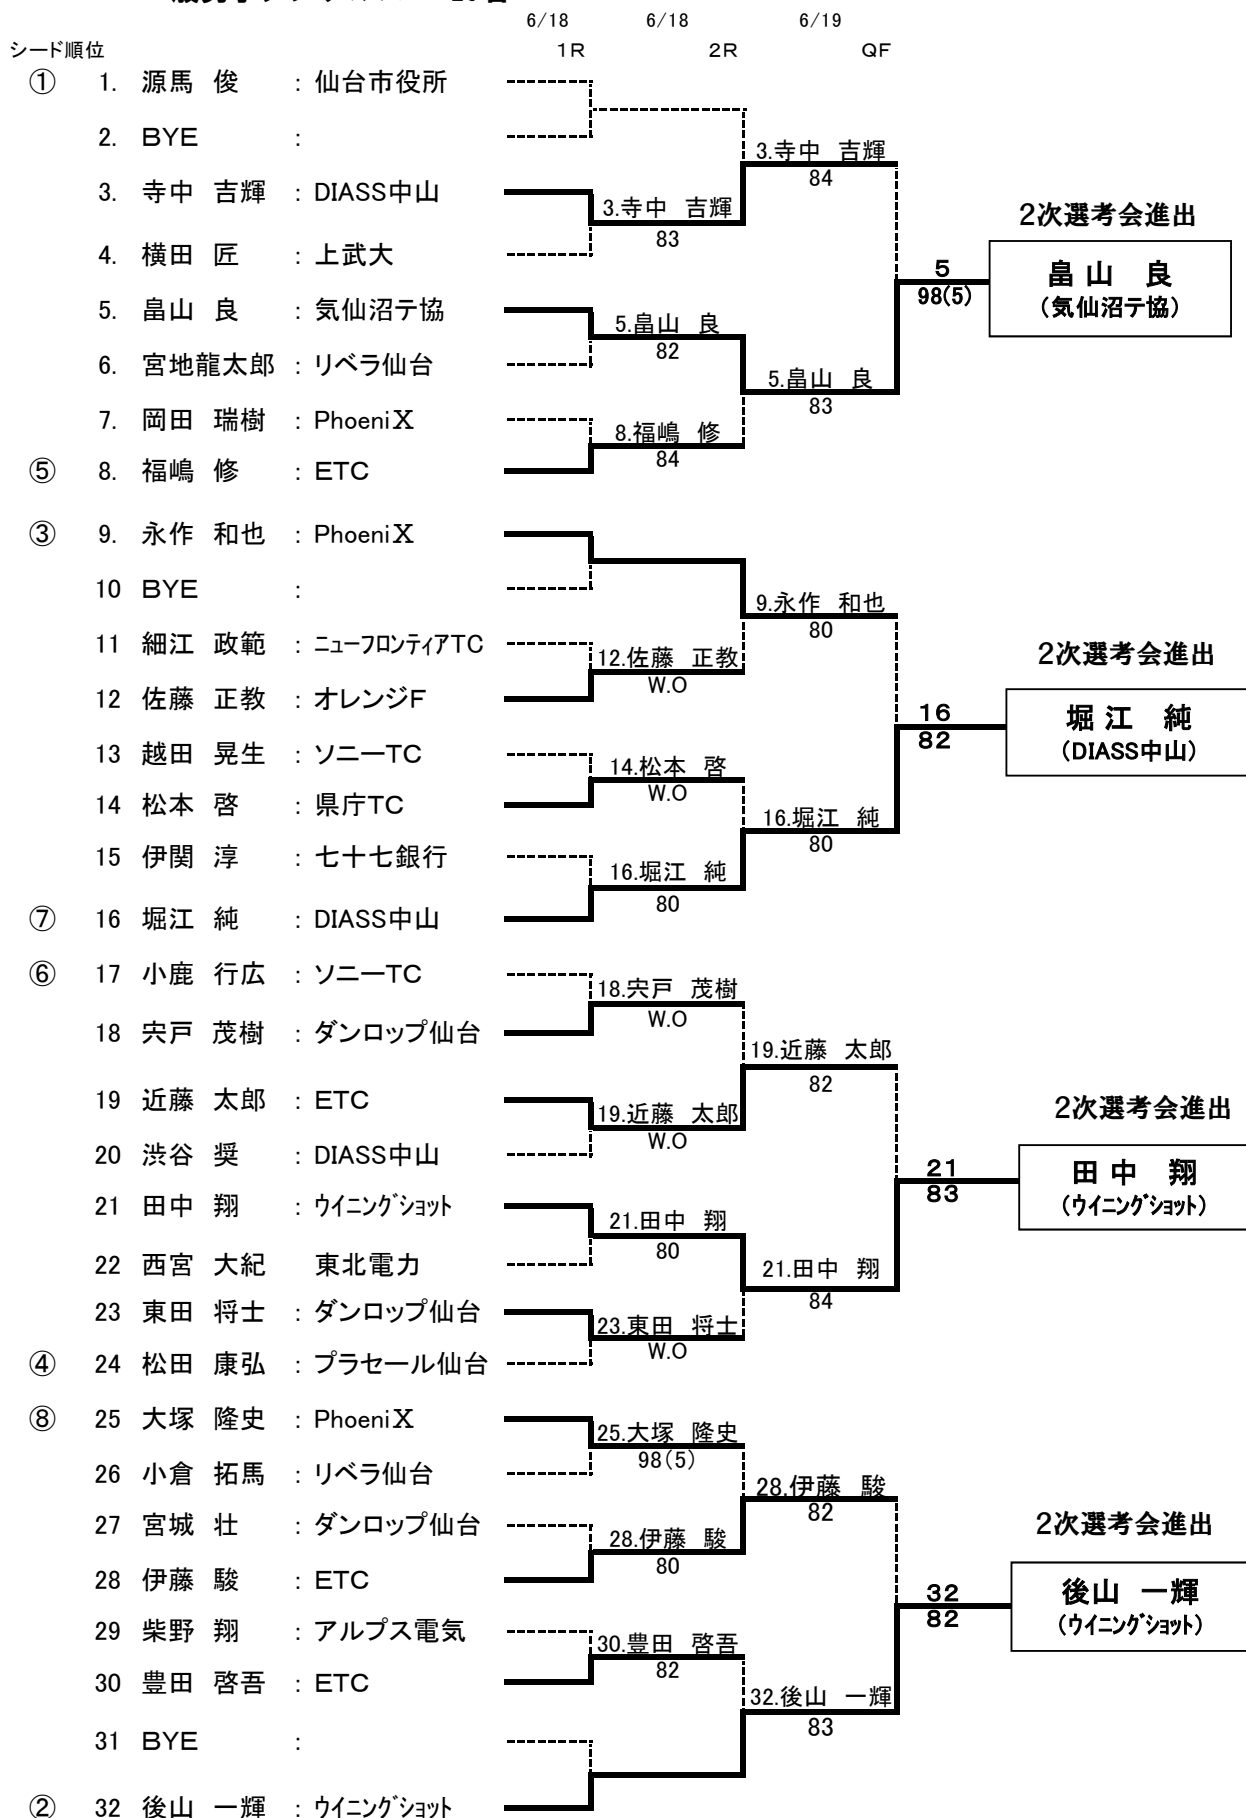 6/18 6/18 6/19
シード順位 1R 2R QF
① 1. 源馬 俊 : 仙台市役所
2. BYE :
3.寺中 吉輝
84
3. 寺中 吉輝 : DIASS中山
3.寺中 吉輝
83
2次選考会進出
4. 横田 匠 : 上武大
5
98(5)
畠山 良
(気仙沼テ協)
5. 畠山 良 : 気仙沼テ協
5.畠山 良
82
6. 宮地龍太郎 : リベラ仙台
5.畠山 良
83
7. 岡田 瑞樹 : PhoeniX
8.福嶋 修
84
⑤ 8. 福嶋 修 : ETC
③ 9. 永作 和也 : PhoeniX
10 BYE :
9.永作 和也
80
11 細江 政範 : ニューフロンティアTC
12.佐藤 正教
W.O
2次選考会進出
12 佐藤 正教 : オレンジF
16
82
堀江 純
(DIASS中山)
13 越田 晃生 : ソニーTC
14.松本 啓
W.O
14 松本 啓 : 県庁TC
16.堀江 純
80
15 伊関 淳 : 七十七銀行
16.堀江 純
80
⑦ 16 堀江 純 : DIASS中山
⑥ 17 小鹿 行広 : ソニーTC
18.宍戸 茂樹
W.O
18 宍戸 茂樹 : ダンロップ仙台
19.近藤 太郎
82
19 近藤 太郎 : ETC
19.近藤 太郎
W.O
2次選考会進出
20 渋谷 奨 : DIASS中山
21
83
田中 翔
(ウイニングショット)
21 田中 翔 : ウイニングショット
21.田中 翔
80
22 西宮 大紀 東北電力
21.田中 翔
84
23 東田 将士 : ダンロップ仙台
23.東田 将士
W.O
④ 24 松田 康弘 : プラセール仙台
⑧ 25 大塚 隆史 : PhoeniX
25.大塚 隆史
98(5)
26 小倉 拓馬 : リベラ仙台
28.伊藤 駿
82
27 宮城 壮 : ダンロップ仙台
28.伊藤 駿
80
2次選考会進出
28 伊藤 駿 : ETC
32
82
後山 一輝
(ウイニングショット)
29 柴野 翔 : アルプス電気
30.豊田 啓吾
82
30 豊田 啓吾 : ETC
32.後山 一輝
83
31 BYE :
② 32 後山 一輝 : ウイニングショット